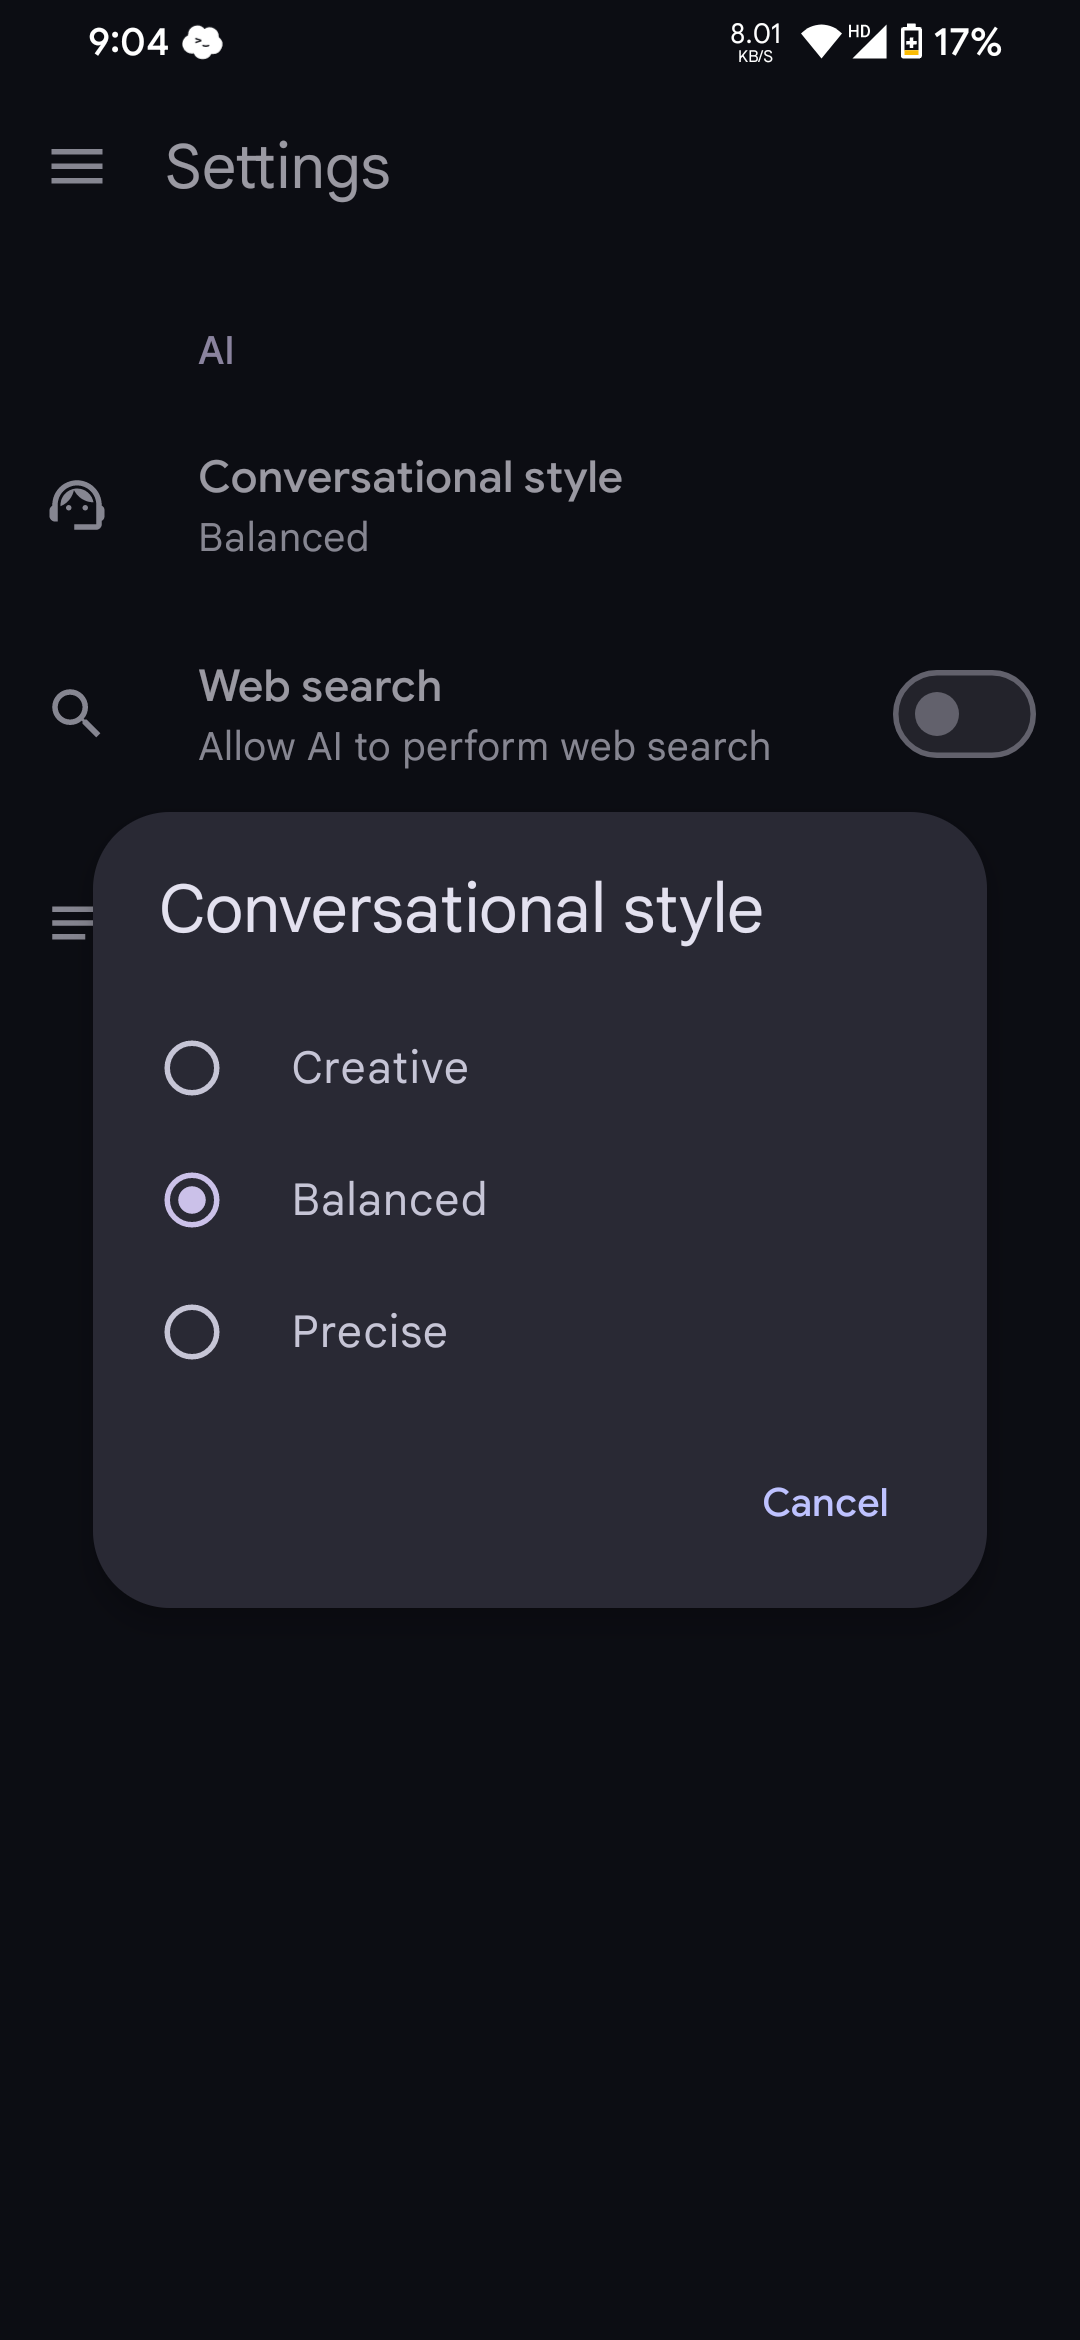 9:04
8.01
KB/S
HD
17%
Settings
AI
Conversational style
Balanced
Web search
Allow AI to perform web search
Conversational style
Creative
Balanced
Precise
Cancel